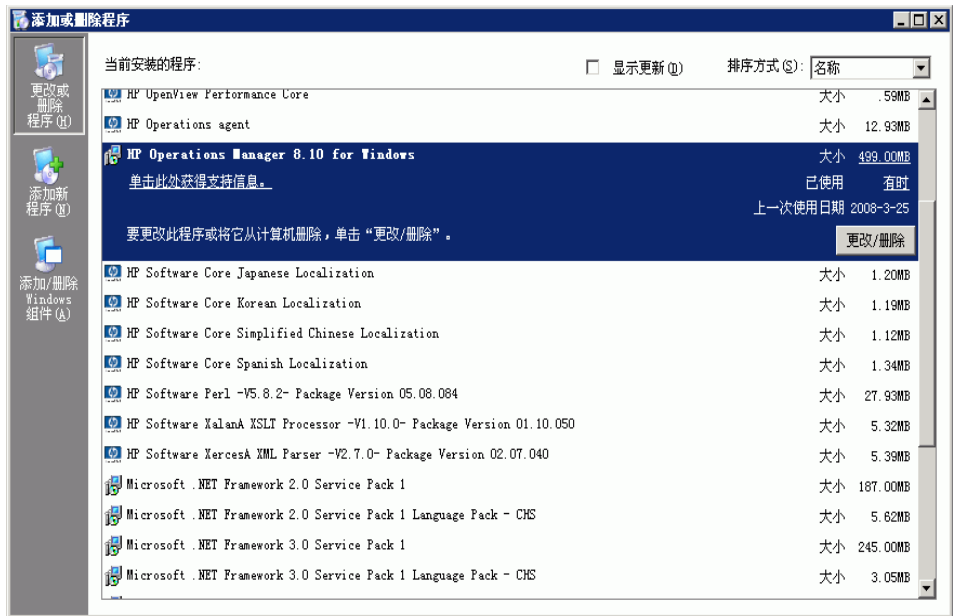 添加或删除程序
更改或
删除
程序(H)
添加新
程序(N)
添加/删除
Windows
组件(A)
当前安装的程序:
显示更新(D)
排序方式(S): 名称
HP OpenView Performance Core 大小 .59MB
HP Operations agent 大小 12.93MB
HP Operations Manager 8.10 for Windows 大小 499.00MB
单击此处获得支持信息。 已使用 有时
上一次使用日期 2008-3-25
要更改此程序或将它从计算机删除，单击“更改/删除”。 更改/删除
HP Software Core Japanese Localization 大小 1.20MB
HP Software Core Korean Localization 大小 1.19MB
HP Software Core Simplified Chinese Localization 大小 1.12MB
HP Software Core Spanish Localization 大小 1.34MB
HP Software Perl -V5.8.2- Package Version 05.08.084 大小 27.93MB
HP Software XalanA XSLT Processor -V1.10.0- Package Version 01.10.050 大小 5.32MB
HP Software XercesA XML Parser -V2.7.0- Package Version 02.07.040 大小 5.39MB
Microsoft .NET Framework 2.0 Service Pack 1 大小 187.00MB
Microsoft .NET Framework 2.0 Service Pack 1 Language Pack - CHS 大小 5.62MB
Microsoft .NET Framework 3.0 Service Pack 1 大小 245.00MB
Microsoft .NET Framework 3.0 Service Pack 1 Language Pack - CHS 大小 3.05MB